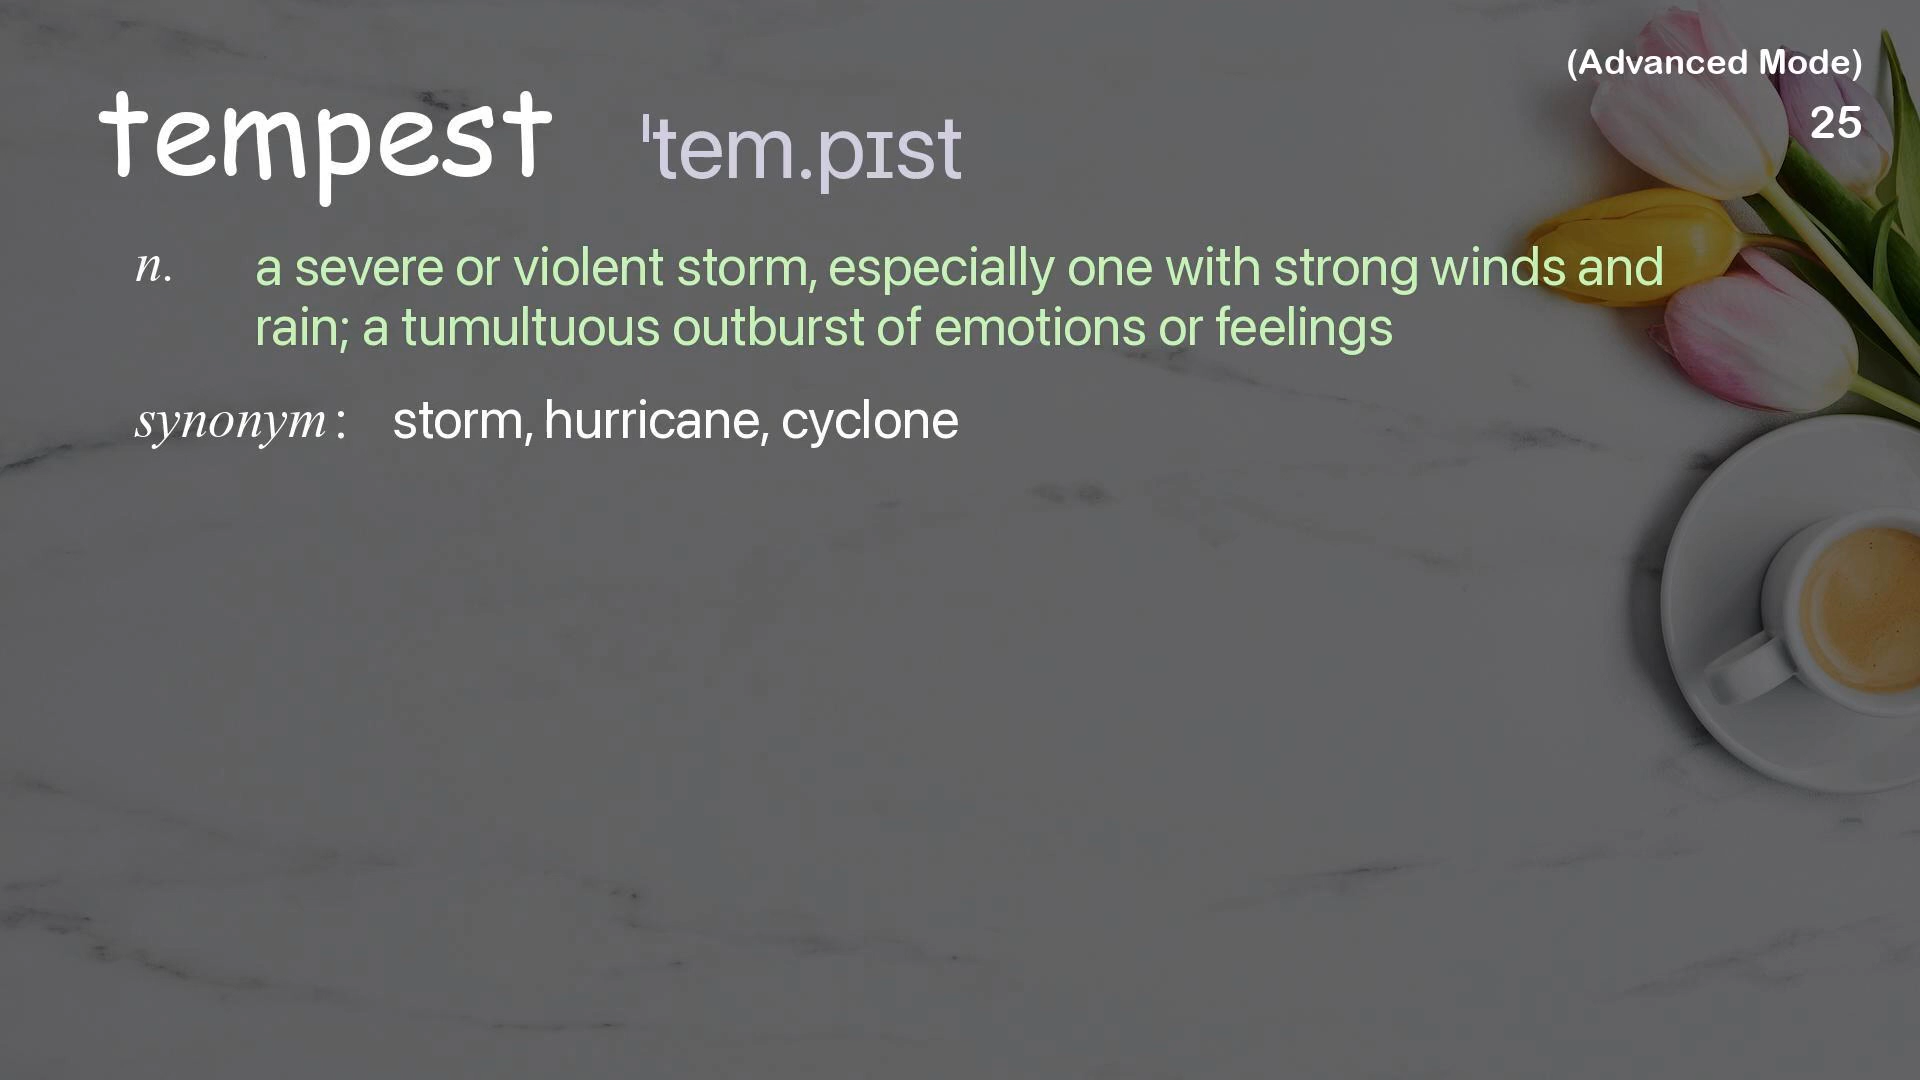 (Advanced Mode)
25
tempest ˈtem.pɪst
n. a severe or violent storm, especially one with strong winds and
rain; a tumultuous outburst of emotions or feelings
synonym: storm, hurricane, cyclone